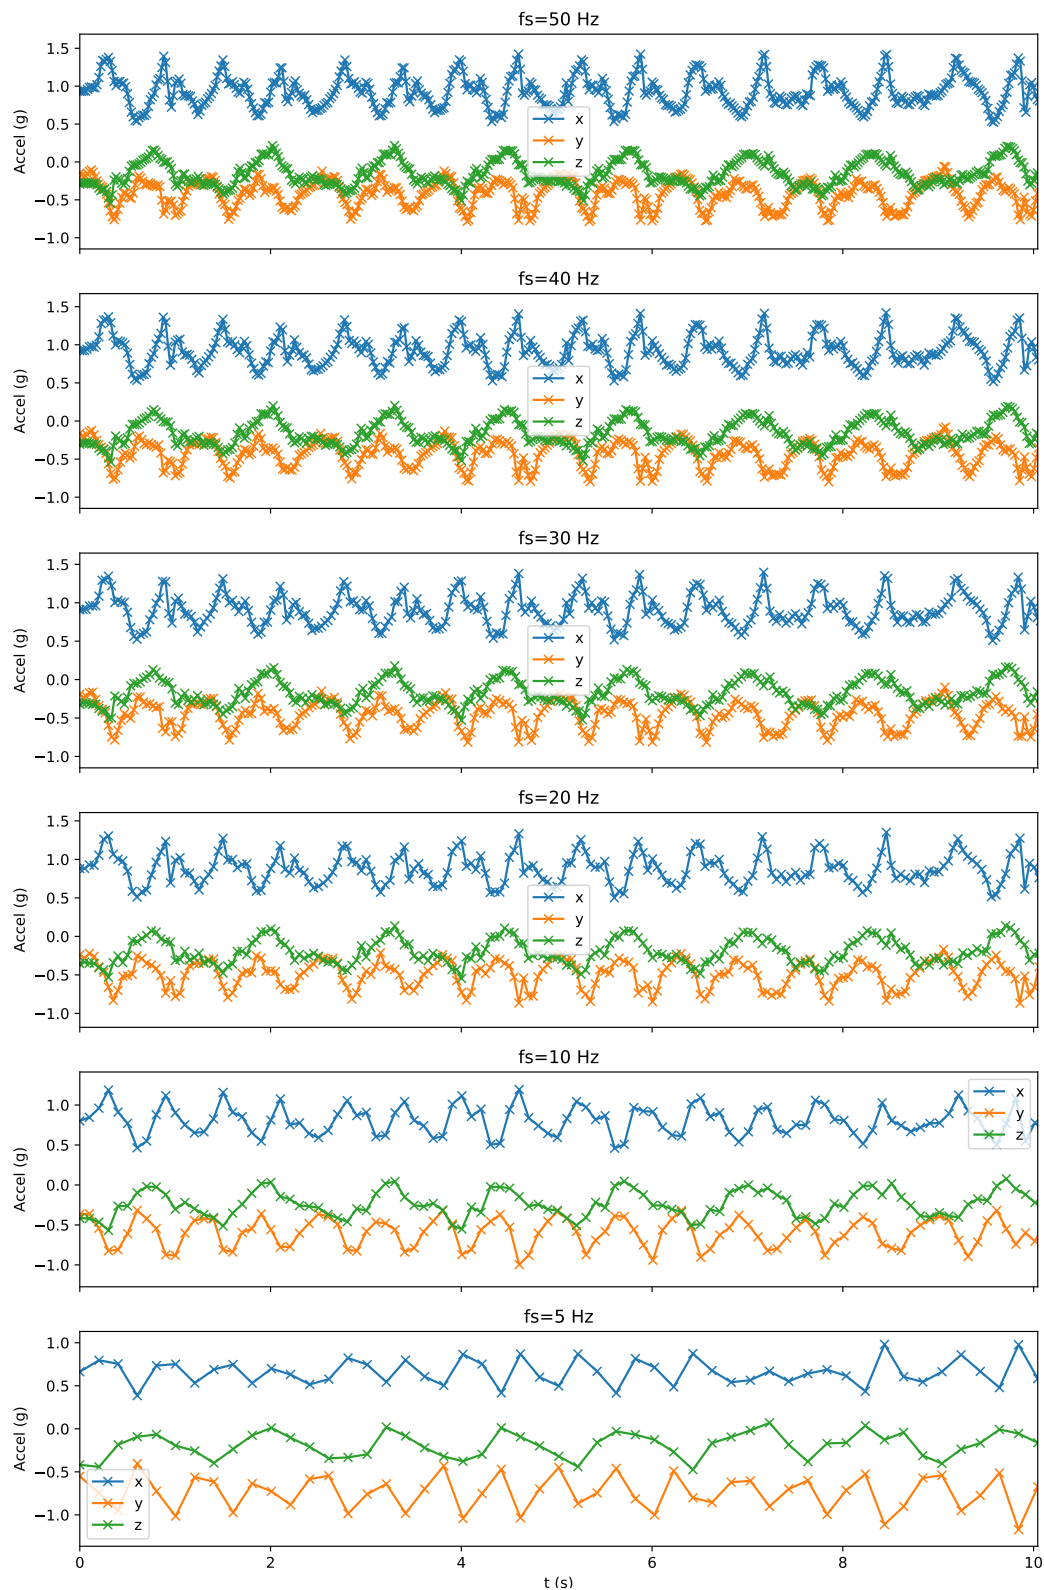 fs=50 Hz
Accel (g)
1.5
1.0
0.5
0.0
−0.5
−1.0
x
y
z
fs=40 Hz
Accel (g)
1.5
1.0
0.5
0.0
−0.5
−1.0
x
y
z
fs=30 Hz
Accel (g)
1.5
1.0
0.5
0.0
−0.5
−1.0
x
y
z
fs=20 Hz
Accel (g)
1.5
1.0
0.5
0.0
−0.5
−1.0
x
y
z
fs=10 Hz
Accel (g)
1.0
0.5
0.0
−0.5
−1.0
x
y
z
fs=5 Hz
Accel (g)
1.0
0.5
0.0
−0.5
−1.0
x
y
z
0 2 4 6 8 10
t (s)